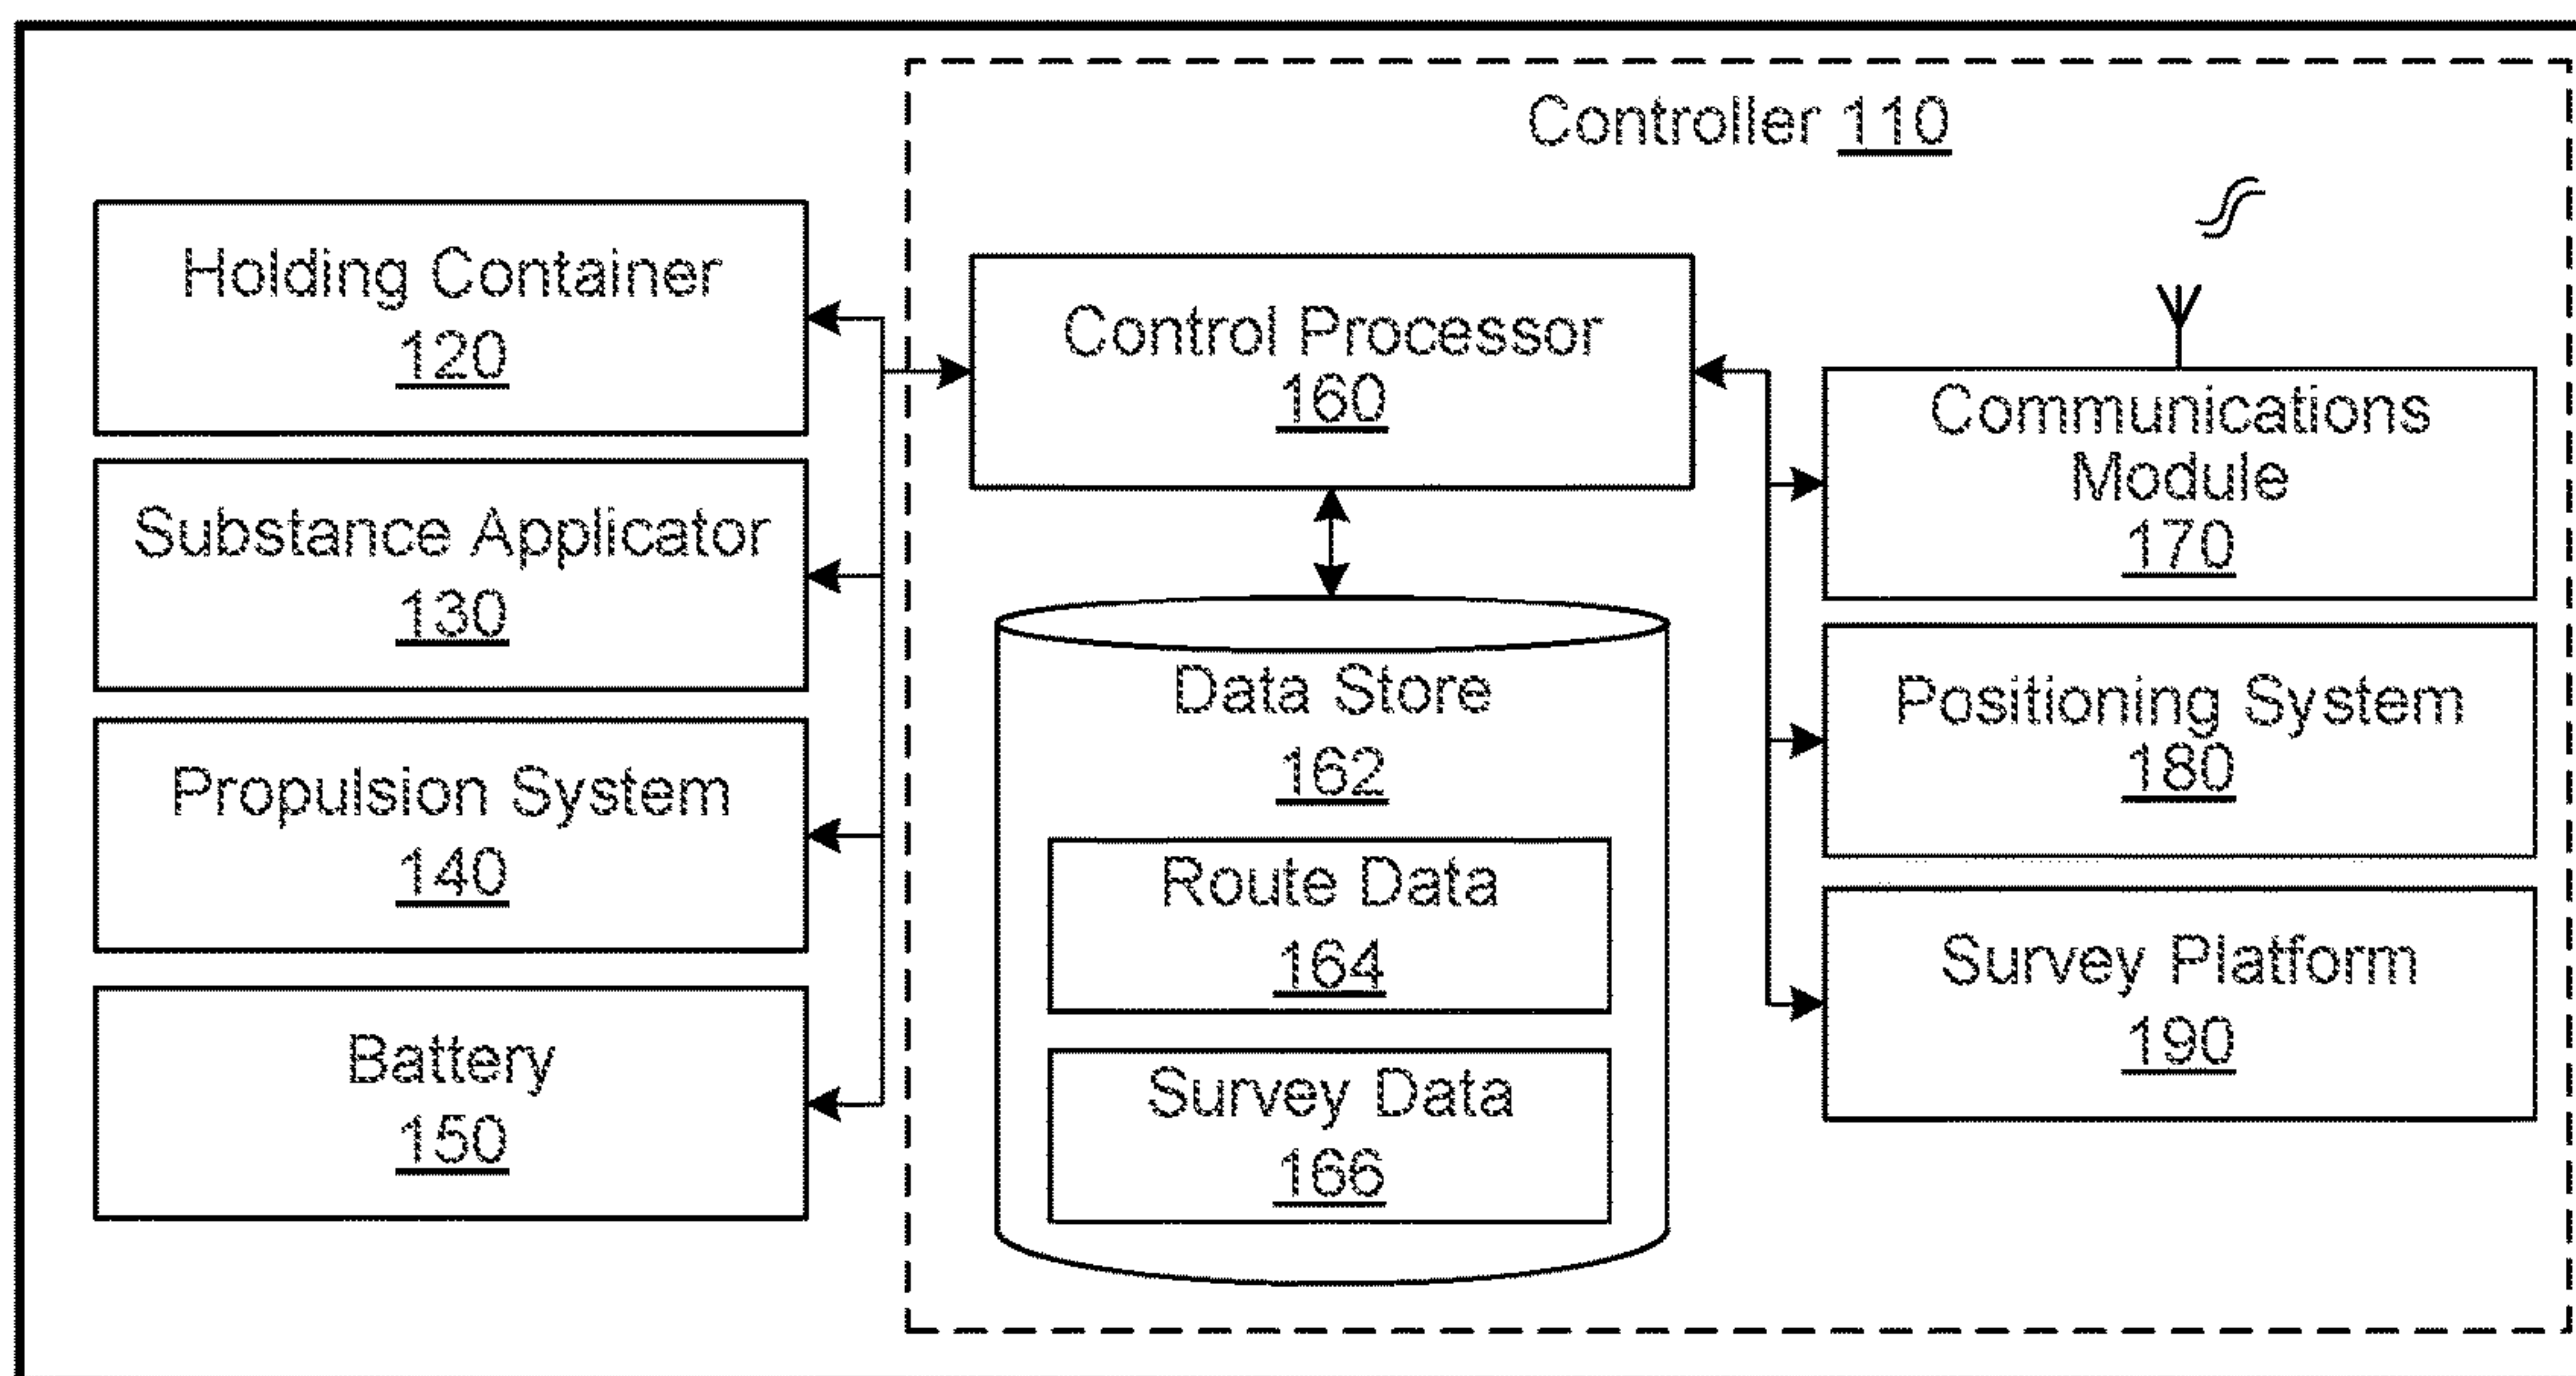 Controller 110
Holding Container
120
Substance Applicator
130
Propulsion System
140
Battery
150
Control Processor
160
Data Store
162
Route Data
164
Survey Data
166
Communications
Module
170
Positioning System
180
Survey Platform
190